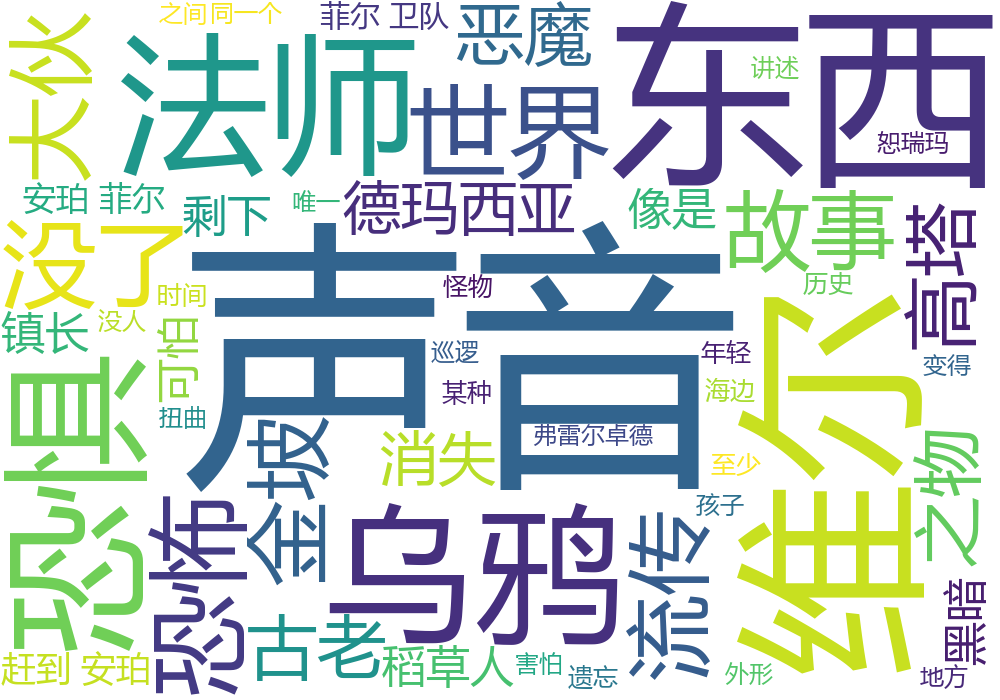 之间 同一个
菲尔 卫队
恶魔
东西
大伙
法师
世界
讲述
恕瑞玛
安珀 菲尔
剩下
唯一
德玛西亚
像是
故事
高塔
没了
声音
怪物
历史
时间
没人
镇长
可怕
巡逻
年轻
变得
某种
海边
扭曲
弗雷尔卓德
维尔
恐惧
金坡
消失
至少
之物
恐怖
乌鸦
流传
孩子
黑暗
古老
稻草人
害怕
遗忘
外形
地方
赶到 安珀